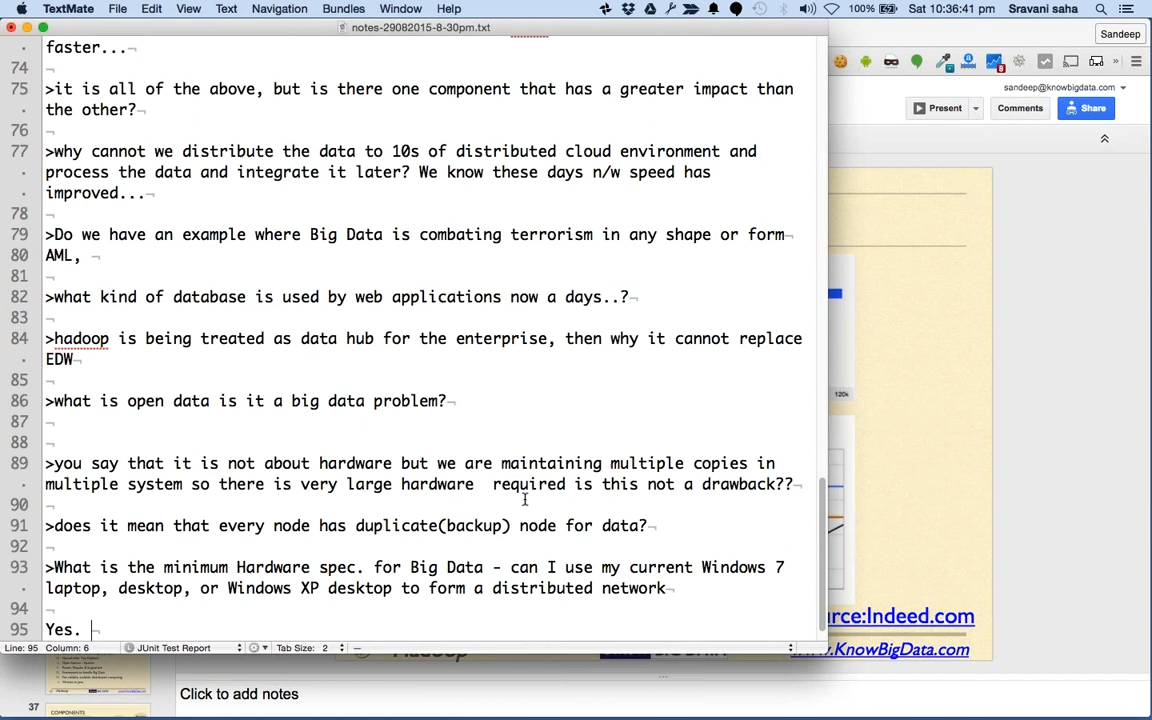 TextMate File Edit View Text Navigation Bundles Window Help 100% Sat 10:36:41 pm Sravani saha
notes-29082015-8-30pm.txt
Sandeep
faster...
sandeep@knowbigdata.com
74
75 >it is all of the above, but is there one component that has a greater impact than
the other?
Present Comments Share
76
77 >why cannot we distribute the data to 10s of distributed cloud environment and
process the data and integrate it later? We know these days n/w speed has
improved...
78
79 >Do we have an example where Big Data is combating terrorism in any shape or form
80 AML,
81
82 >what kind of database is used by web applications now a days..?
83
84 >hadoop is being treated as data hub for the enterprise, then why it cannot replace
EDW
85
86 >what is open data is it a big data problem?
120k
87
88
89 >you say that it is not about hardware but we are maintaining multiple copies in
multiple system so there is very large hardware  required is this not a drawback??
90
91 >does it mean that every node has duplicate(backup) node for data?
92
93 >What is the minimum Hardware spec. for Big Data - can I use my current Windows 7
laptop, desktop, or Windows XP desktop to form a distributed network
94
95 Yes.
rce:Indeed.com
Line: 95 Column: 6 JUnit Test Report Tab Size: 2
www.KnowBigData.com
Click to add notes
37
COMPONENTS